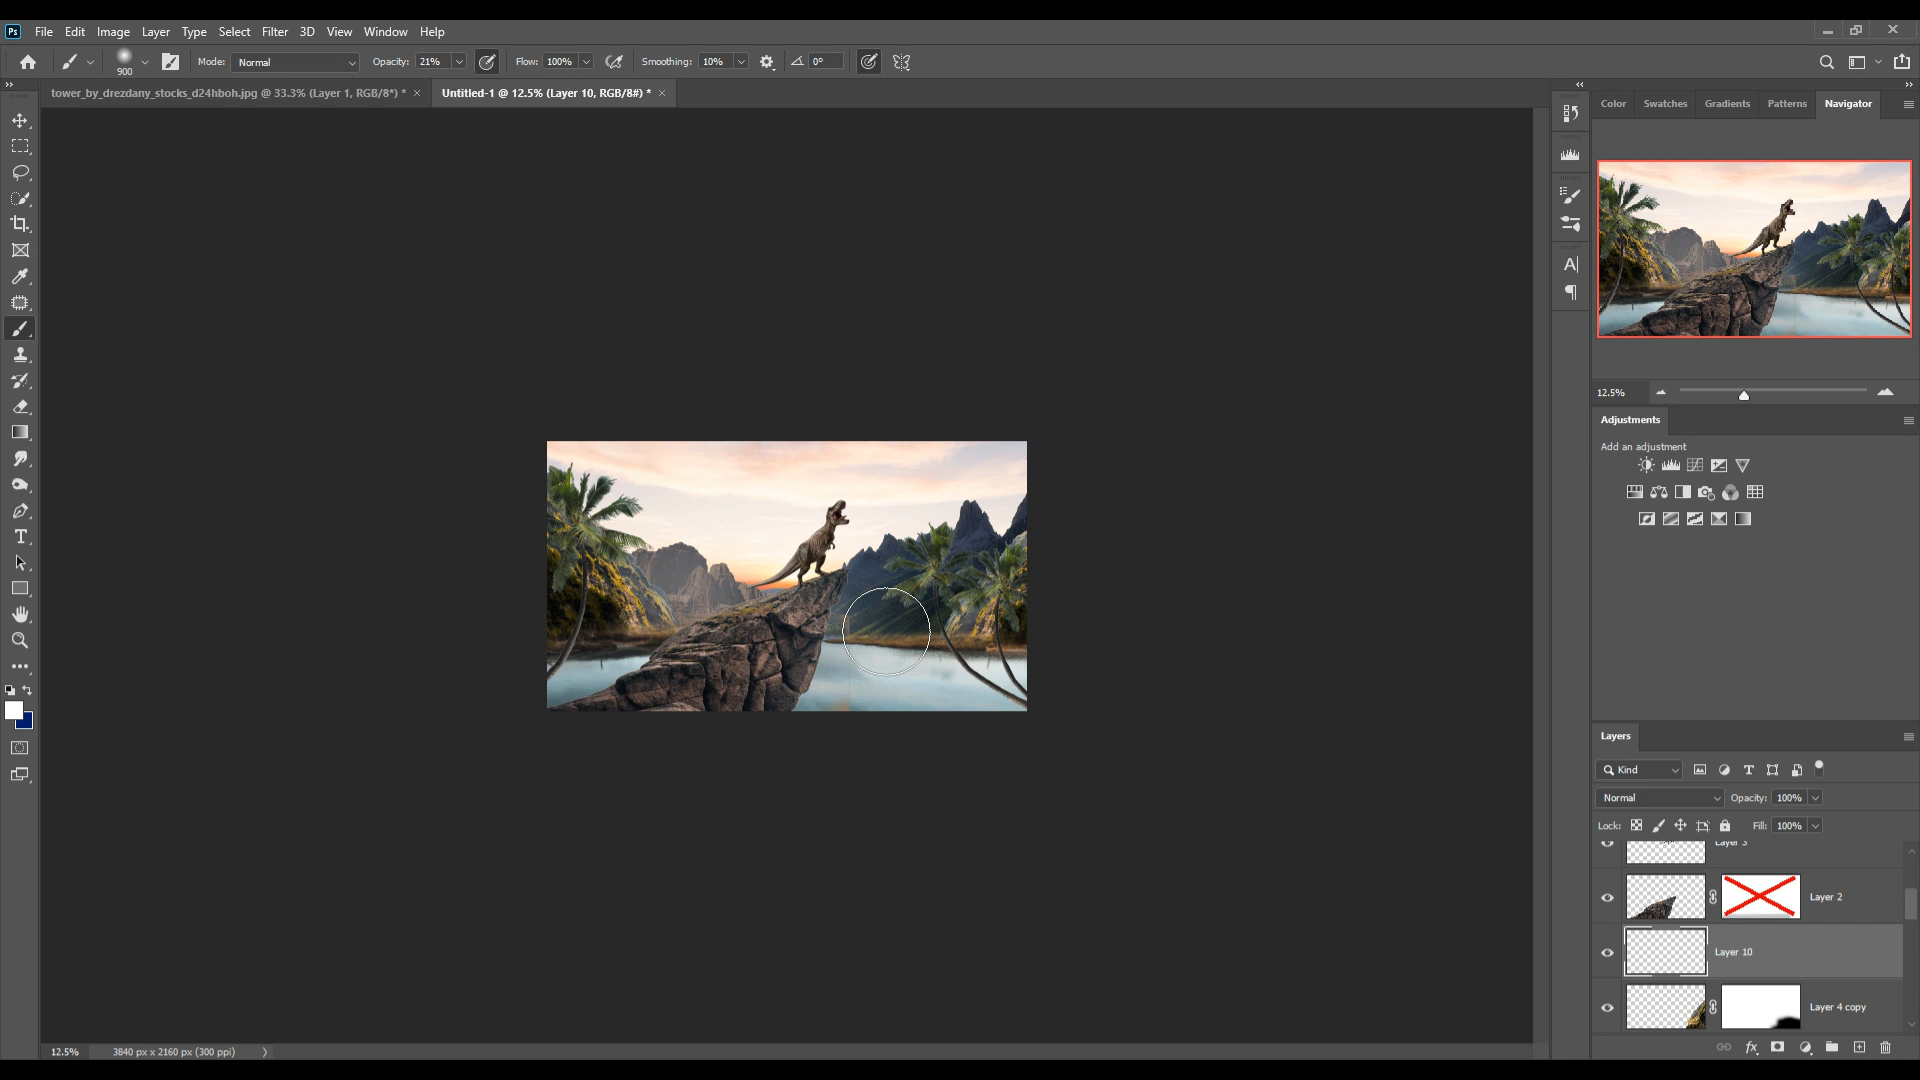 Ps File Edit Image Layer Type Select Filter 3D View Window Help
900 Mode: Normal Opacity: 21% Flow: 100% Smoothing: 10% 0°
tower_by_drezdany_stocks_d24hboh.jpg @ 33.3% (Layer 1, RGB/8*) * × Untitled-1 @ 12.5% (Layer 10, RGB/8#) * ×
Color Swatches Gradients Patterns Navigator
12.5%
Adjustments
Add an adjustment
Layers
Kind
Normal Opacity: 100%
Lock: Fill: 100%
Layer 3
Layer 2
Layer 10
Layer 4 copy
12.5% 3840 px x 2160 px (300 ppi)